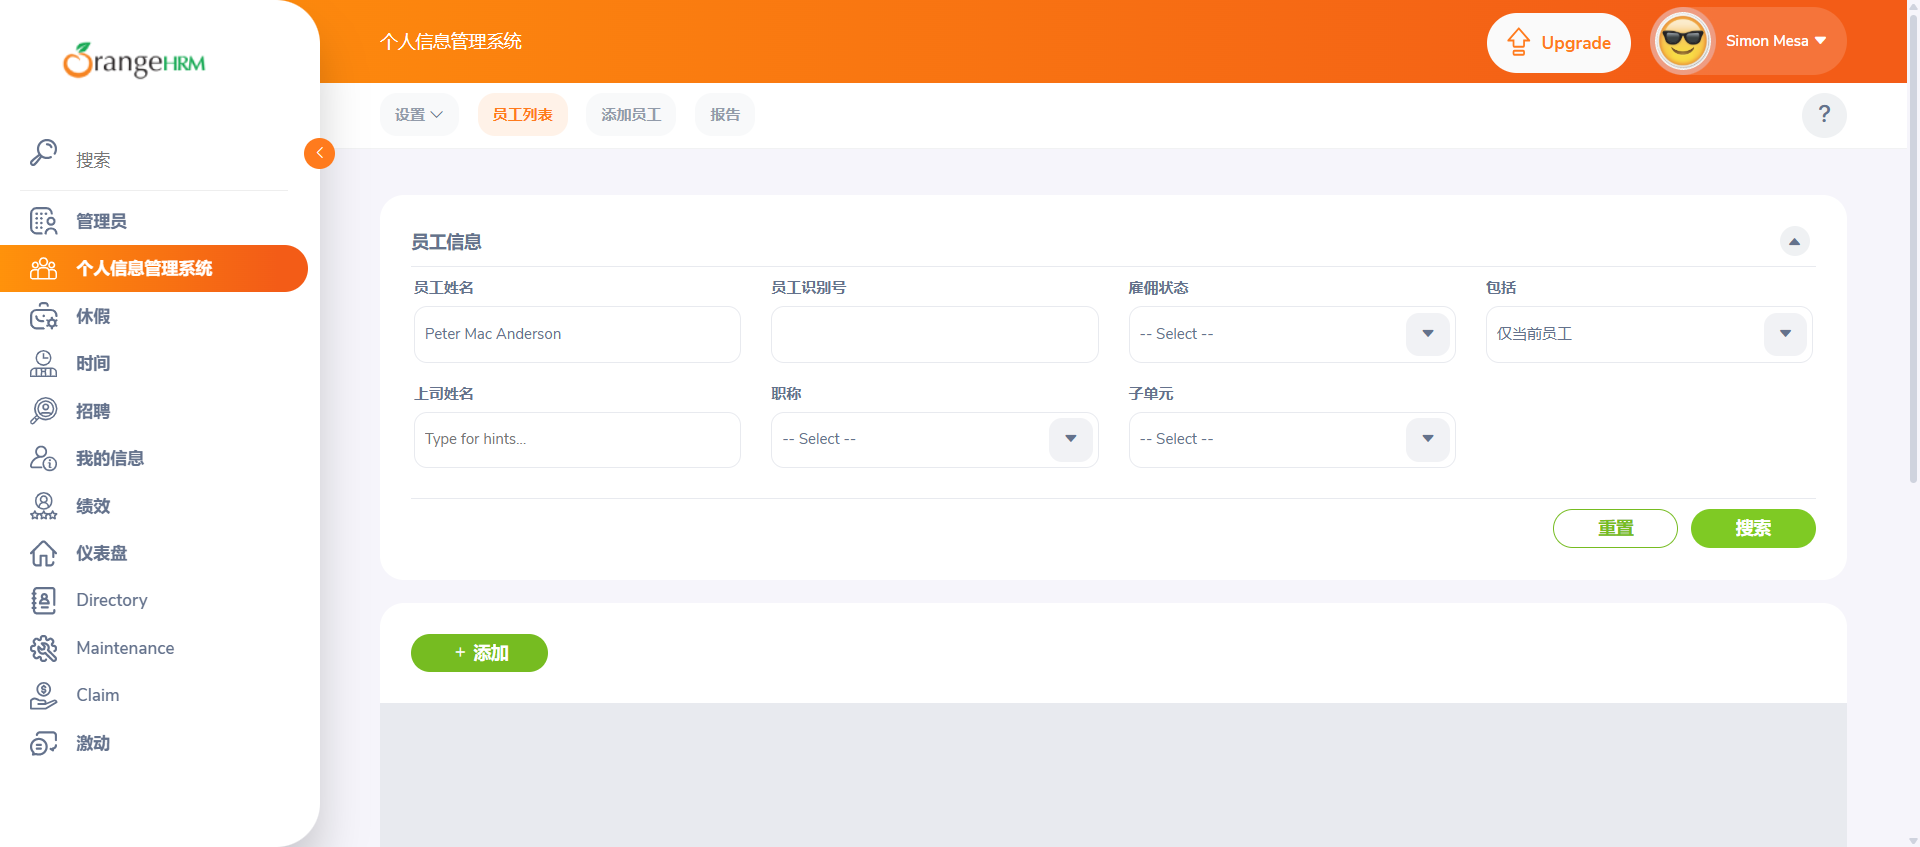 OrangeHRM
搜索
管理员
个人信息管理系统
休假
时间
招聘
我的信息
绩效
仪表盘
Directory
Maintenance
Claim
激动
个人信息管理系统
Upgrade
Simon Mesa
设置
员工列表
添加员工
报告
?
员工信息
员工姓名
员工识别号
雇佣状态
包括
Peter Mac Anderson
-- Select --
仅当前员工
上司姓名
职称
子单元
Type for hints...
-- Select --
-- Select --
重置
搜索
+ 添加